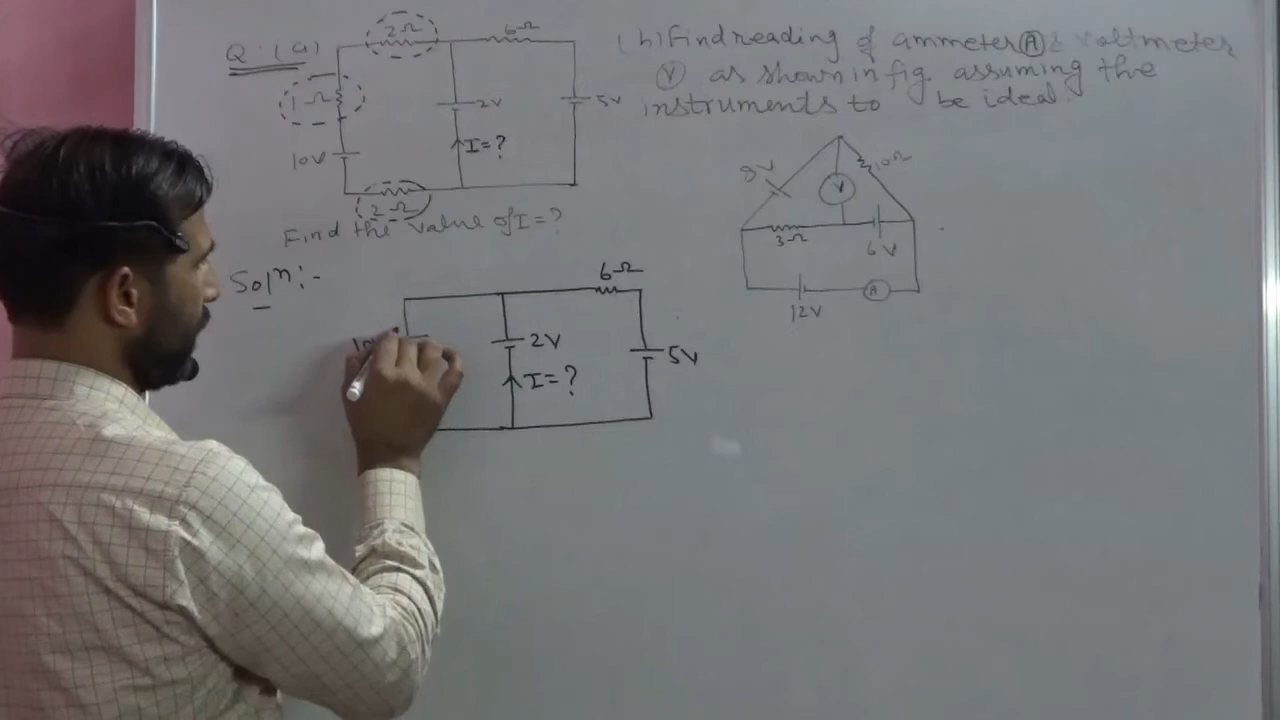 Q:(a)
2Ω
6Ω
1Ω
10V
2V
5V
I=?
2Ω
Find the value of I=?
(b) Find reading of ammeter (A) & voltmeter
(V) as shown in fig. assuming the
instruments to be ideal.
8V
10Ω
V
3Ω
6V
12V
A
Solⁿ:-
6Ω
2V
5V
I=?